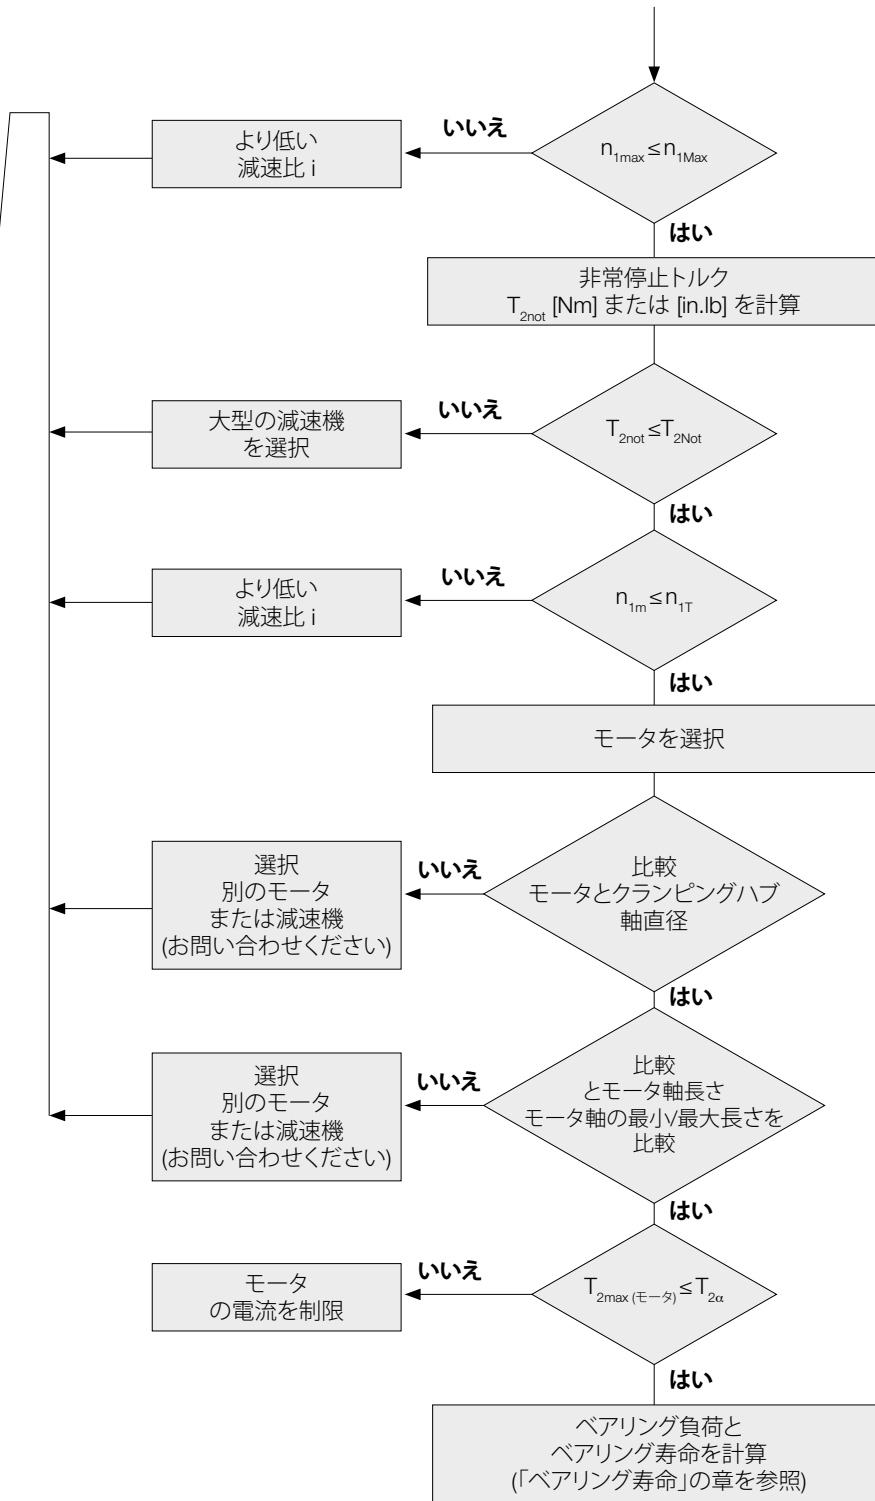 いいえ
より低い
減速比 i
n1max ≤ n1Max
はい
非常停止トルク
T2not [Nm] または [in.lb] を計算
いいえ
大型の減速機
を選択
T2not ≤ T2Not
はい
いいえ
より低い
減速比 i
n1m ≤ n1T
はい
モータを選択
いいえ
選択
別のモータ
または減速機
(お問い合わせください)
比較
モータとクランピングハブ
軸直径
はい
いいえ
選択
別のモータ
または減速機
(お問い合わせください)
比較
とモータ軸長さ
モータ軸の最小/最大長さを
比較
はい
いいえ
モータ
の電流を制限
T2max (モータ) ≤ T2α
はい
ベアリング負荷と
ベアリング寿命を計算
(「ベアリング寿命」の章を参照)